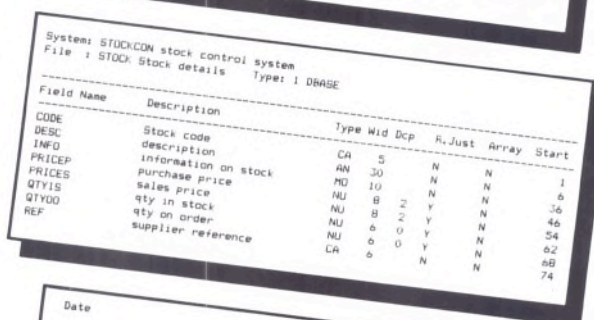 System: STOCKCON stock control system
File : STOCK Stock details Type: 1 DBASE
Field Name Description Type Wid Dcp R.Just Array Start
CODE Stock code CA 5 N N 1
DESC description AN 30 N N 6
INFO information on stock MO 10 N N 36
PRICEP purchase price NU 8 2 Y N 46
PRICES sales price NU 8 2 Y N 54
QTYIS qty in stock NU 6 0 Y N 62
QTYOO qty on order NU 6 0 Y N 68
REF supplier reference CA 6 N N 74
Date